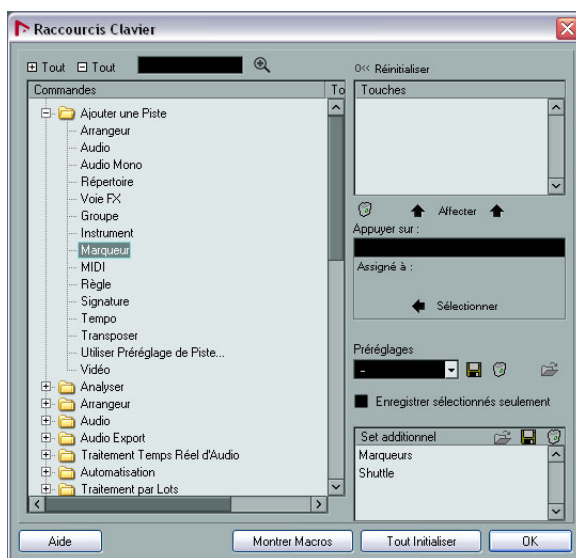 Raccourcis Clavier
Tout Tout
Commandes To
Ajouter une Piste
Arrangeur
Audio
Audio Mono
Répertoire
Voie FX
Groupe
Instrument
Marqueur
MIDI
Règle
Signature
Tempo
Transposer
Utiliser Préréglage de Piste...
Vidéo
Analyser
Arrangeur
Audio
Audio Export
Traitement Temps Réel d'Audio
Automatisation
Traitement par Lots
Réinitialiser
Touches
Affecter
Appuyer sur :
Assigné à :
Sélectionner
Préréglages
-
Enregistrer sélectionnés seulement
Set additionnel
Marqueurs
Shuttle
Aide
Montrer Macros
Tout Initialiser
OK